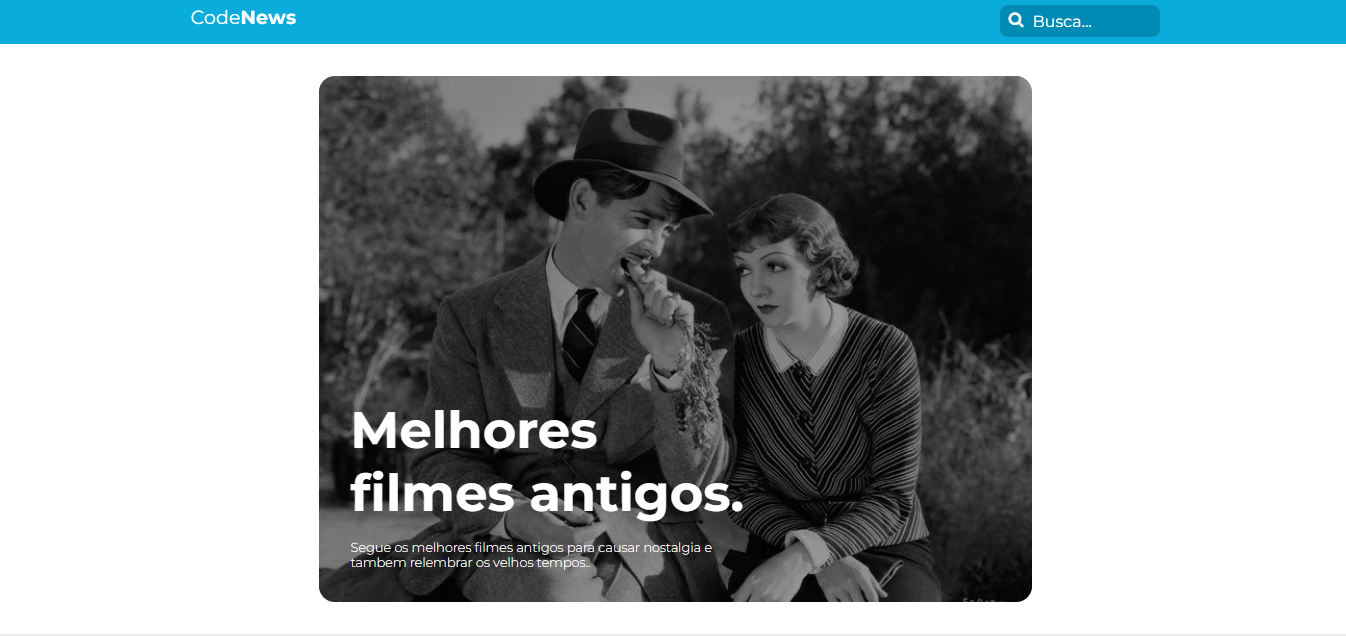 CodeNews
Busca...
Melhores
filmes antigos.
Segue os melhores filmes antigos para causar nostalgia e
tambem relembrar os velhos tempos..